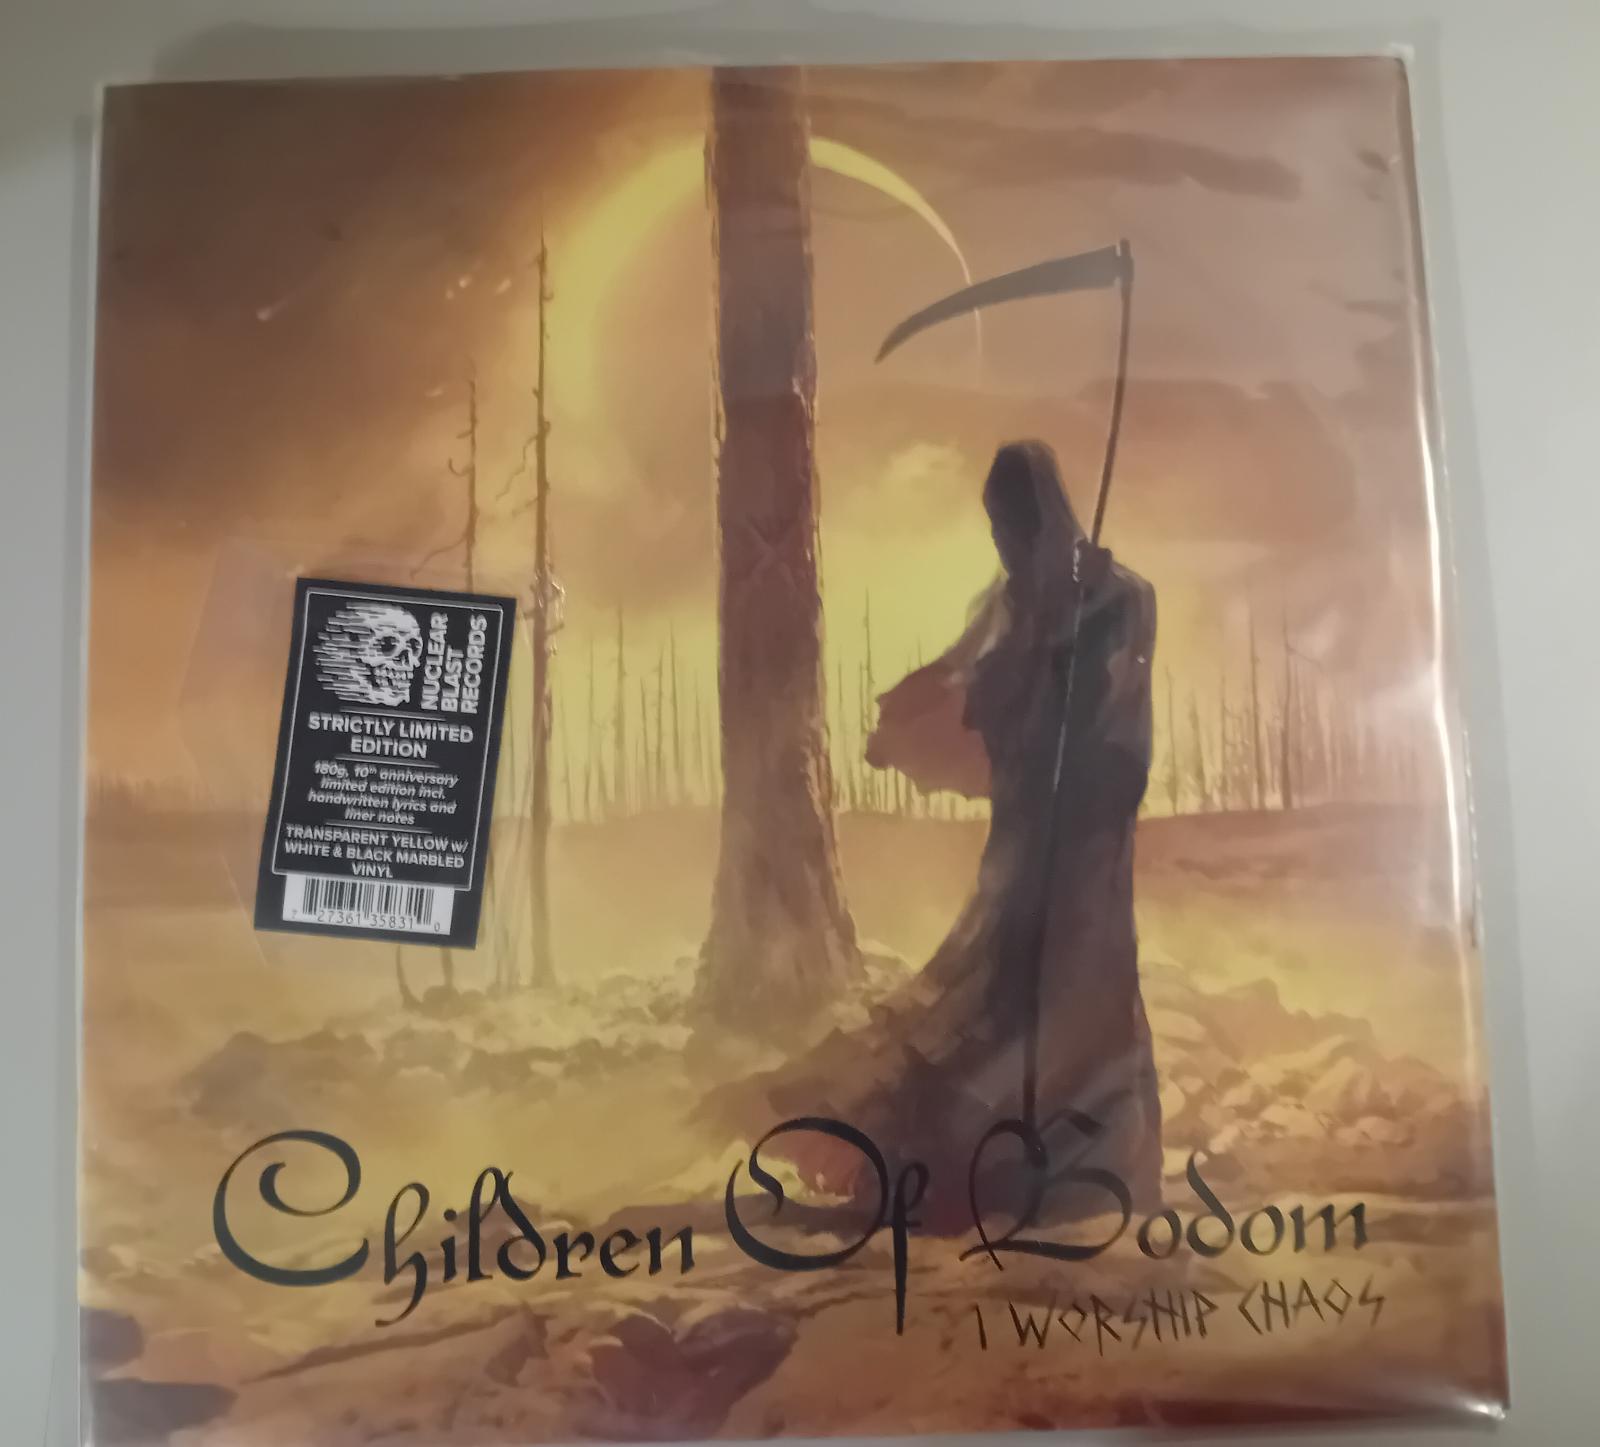 NUCLEAR
BLAST
RECORDS
STRICTLY LIMITED
EDITION
180g, 10th anniversary
limited edition incl.
handwritten lyrics and
liner notes
TRANSPARENT YELLOW w/
WHITE & BLACK MARBLED
VINYL
7 27361 35831 0
Children Of Bodom
I WORSHIP CHAOS